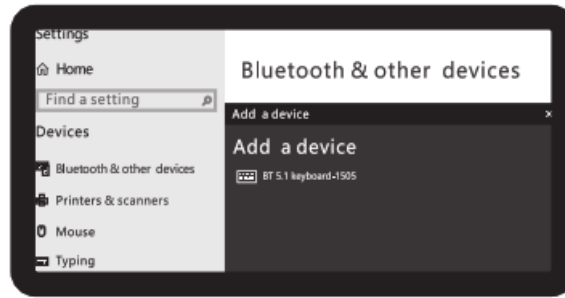 Settings
Home
Find a setting
Devices
Bluetooth & other devices
Printers & scanners
Mouse
Typing
Bluetooth & other devices
Add a device
×
Add a device
BT 5.1 keyboard-1505